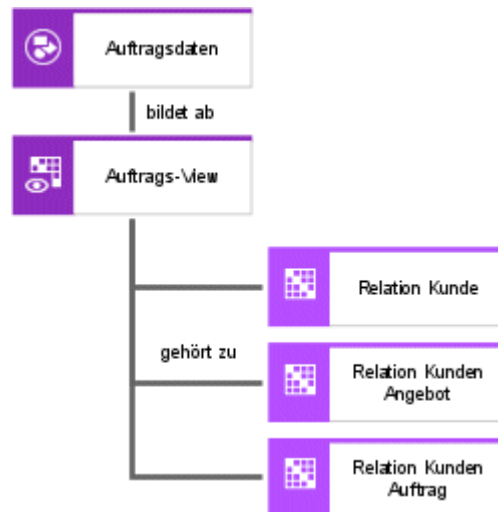 Auftragsdaten
bildet ab
Auftrags-View
Relation Kunde
gehört zu
Relation Kunden
Angebot
Relation Kunden
Auftrag